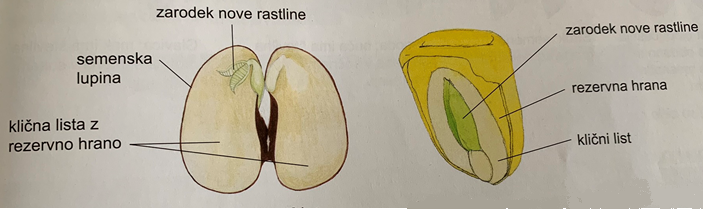 zarodek nove rastline
semenska
lupina
klična lista z
rezervno hrano
zarodek nove rastline
rezervna hrana
klični list